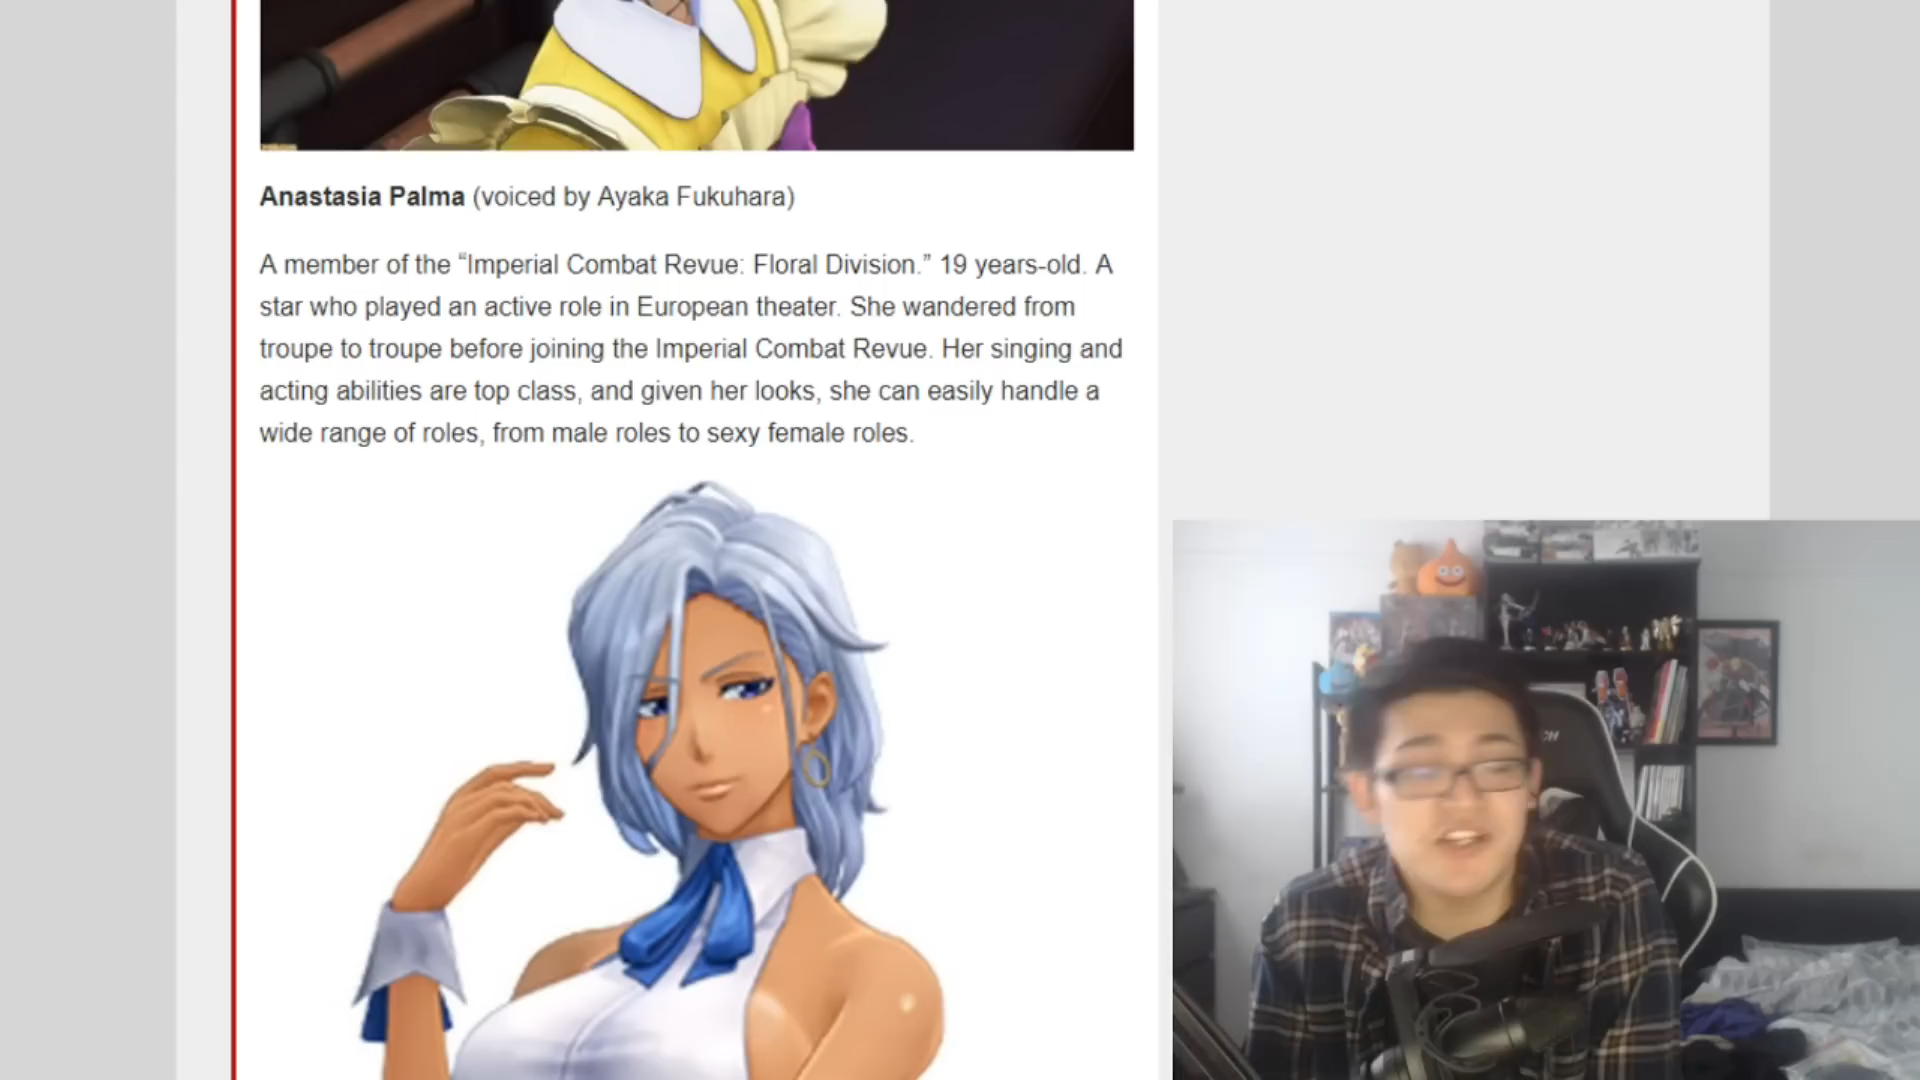 Anastasia Palma (voiced by Ayaka Fukuhara)
A member of the “Imperial Combat Revue: Floral Division.” 19 years-old. A
star who played an active role in European theater. She wandered from
troupe to troupe before joining the Imperial Combat Revue. Her singing and
acting abilities are top class, and given her looks, she can easily handle a
wide range of roles, from male roles to sexy female roles.